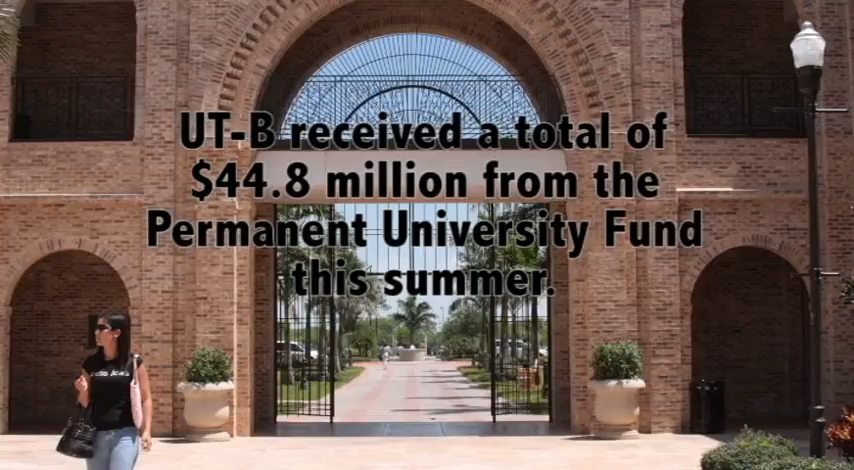 UT-B received a total of
$44.8 million from the
Permanent University Fund
this summer.